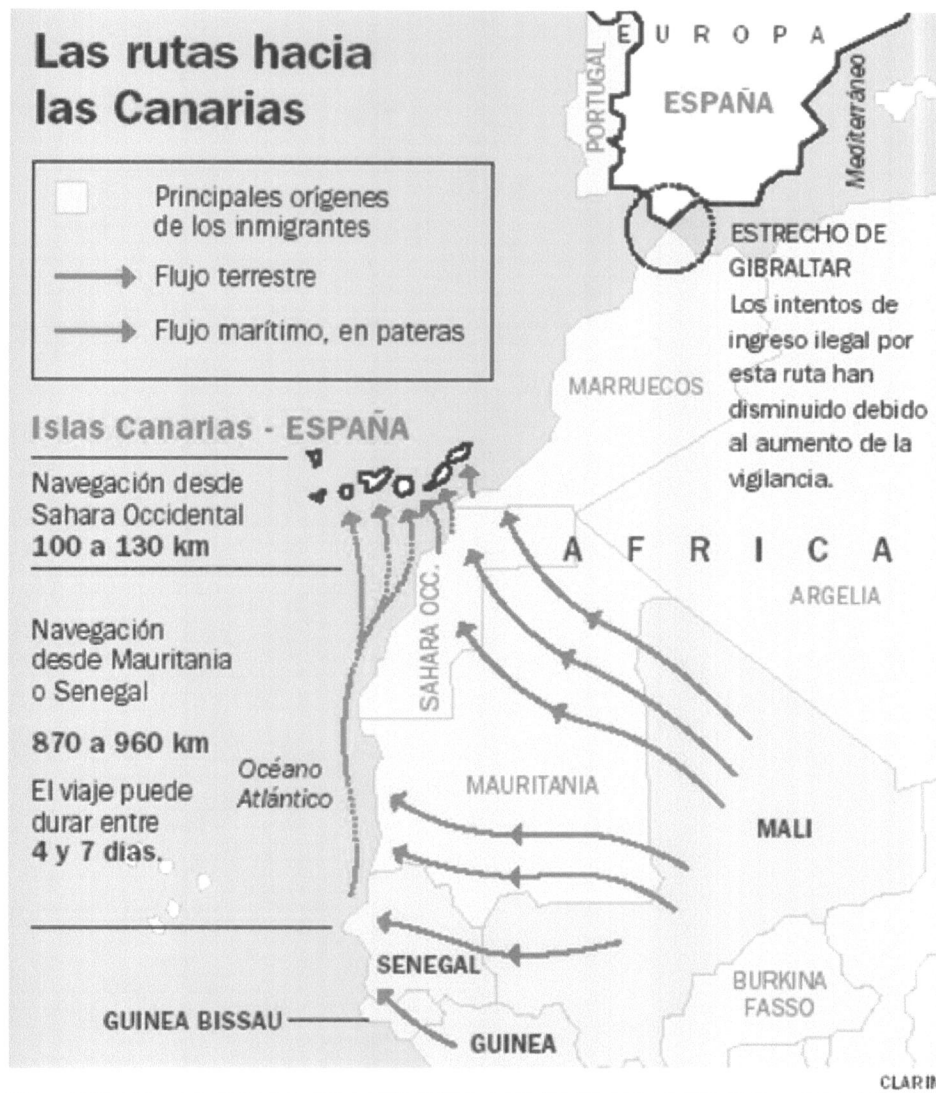 Las rutas hacia
las Canarias
Principales orígenes
de los inmigrantes
Flujo terrestre
Flujo marítimo, en pateras
EUROPA
PORTUGAL
ESPAÑA
Mediterráneo
ESTRECHO DE
GIBRALTAR
Los intentos de
ingreso ilegal por
esta ruta han
disminuido debido
al aumento de la
vigilancia.
MARRUECOS
Islas Canarias - ESPAÑA
Navegación desde
Sahara Occidental
100 a 130 km
AFRICA
ARGELIA
SAHARA OCC.
Navegación
desde Mauritania
o Senegal
870 a 960 km
El viaje puede
durar entre
4 y 7 días.
Océano
Atlántico
MAURITANIA
MALI
SENEGAL
BURKINA
FASSO
GUINEA BISSAU
GUINEA
CLARIN